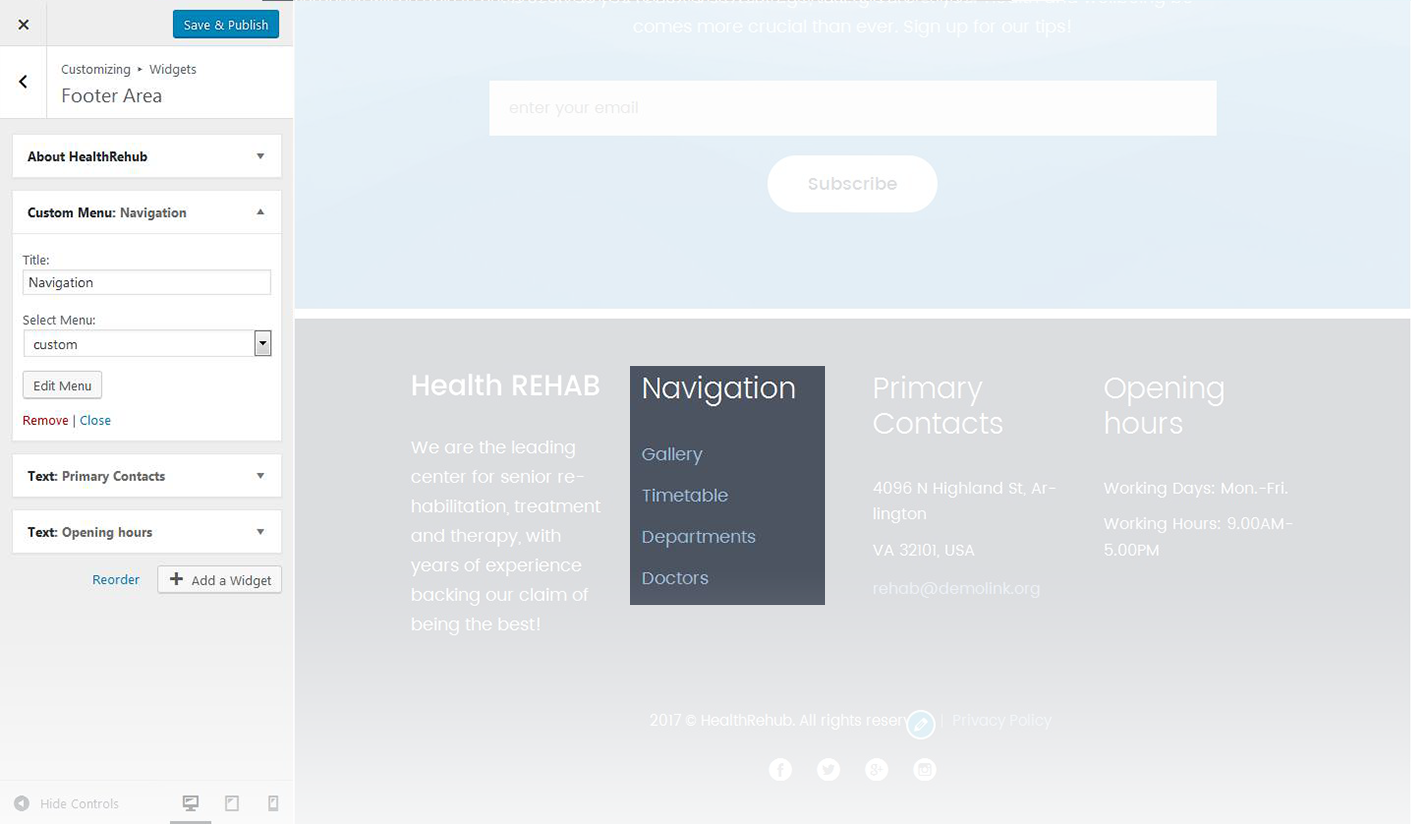 Save & Publish
Customizing ▸ Widgets
Footer Area
About HealthRehub
Custom Menu: Navigation
Title:
Navigation
Select Menu:
custom
Edit Menu
Remove | Close
Text: Primary Contacts
Text: Opening hours
Reorder
Add a Widget
Hide Controls
comes more crucial than ever. Sign up for our tips!
enter your email
Subscribe
Health REHAB
We are the leading
center for senior re-
habilitation, treatment
and therapy, with
years of experience
backing our claim of
being the best!
Navigation
Gallery
Timetable
Departments
Doctors
Primary
Contacts
4096 N Highland St, Ar-
lington
VA 32101, USA
rehab@demolink.org
Opening
hours
Working Days: Mon.-Fri.
Working Hours: 9.00AM-
5.00PM
2017 © HealthRehub. All rights reserv | Privacy Policy